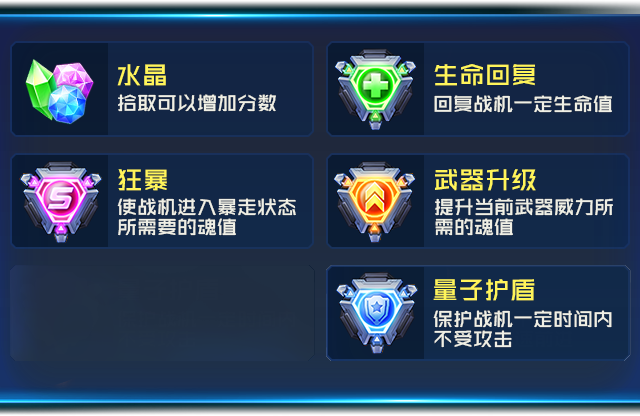 水晶
拾取可以增加分数
生命回复
回复战机一定生命值
S
狂暴
使战机进入暴走状态
所需要的魂值
武器升级
提升当前武器威力所
需的魂值
量子护盾
保护战机一定时间内
不受攻击